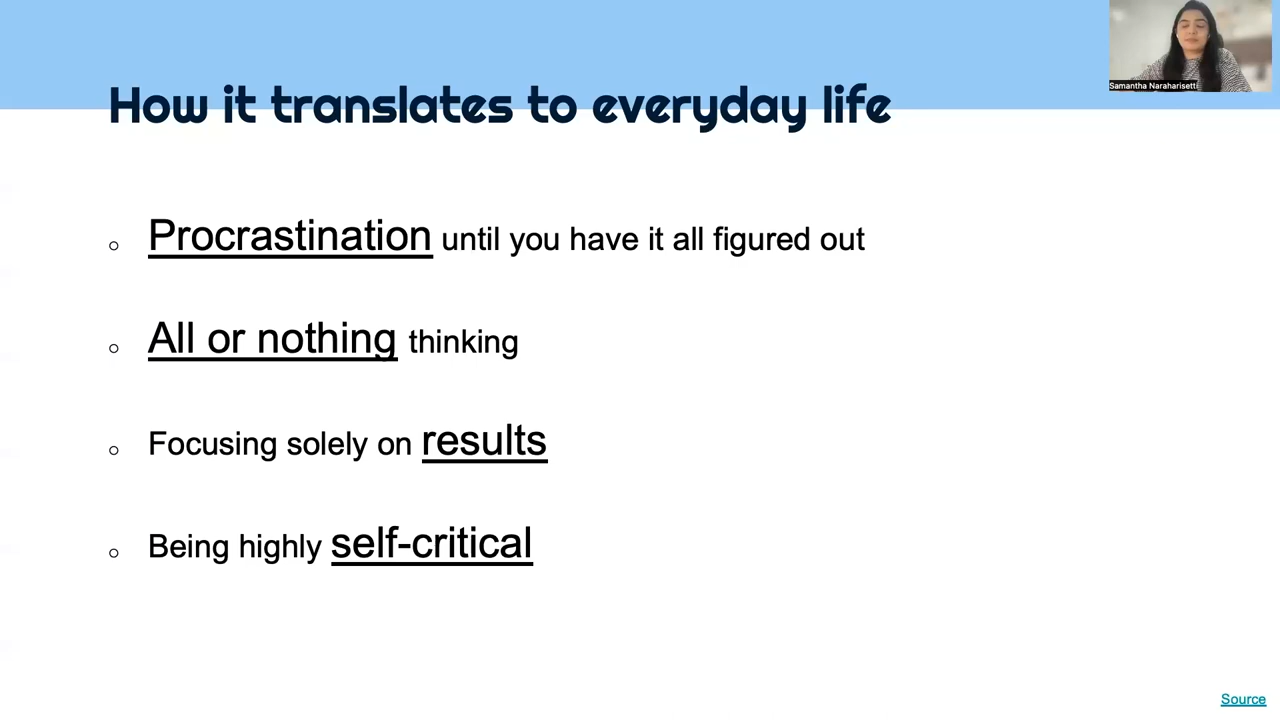 Samantha Naraharisetti
How it translates to everyday life
Procrastination until you have it all figured out
All or nothing thinking
Focusing solely on results
Being highly self-critical
Source